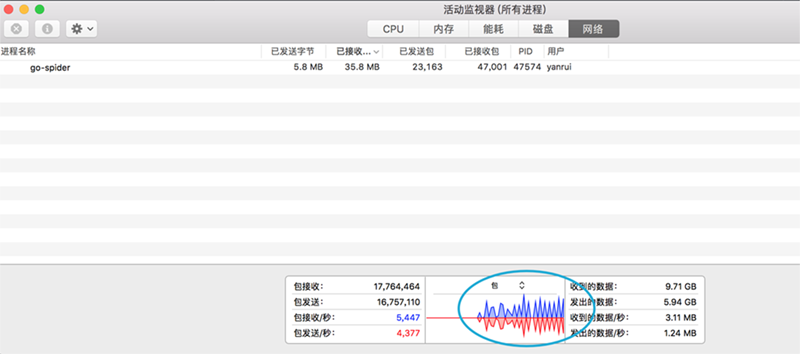 活动监视器 (所有进程)
CPU 内存 能耗 磁盘 网络
进程名称 已发送字节 已接收... 已发送包 已接收包 PID 用户
go-spider 5.8 MB 35.8 MB 23,163 47,001 47574 yanrui
包接收: 17,764,464 包 收到的数据: 9.71 GB
包发送: 16,757,110 发出的数据: 5.94 GB
包接收/秒: 5,447 收到的数据/秒: 3.11 MB
包发送/秒: 4,377 发出的数据/秒: 1.24 MB